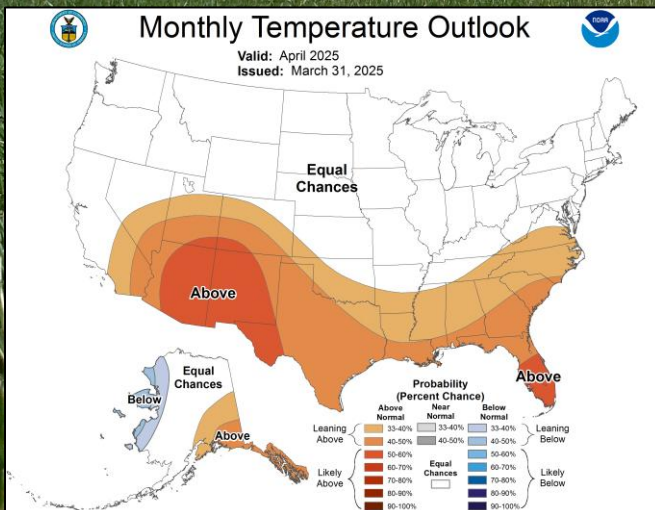 Monthly Temperature Outlook
NOAA
Valid: April 2025
Issued: March 31, 2025
Equal
Chances
Above
Above
Equal
Chances
Below
Above
Probability
(Percent Chance)
Above
Normal
Near
Normal
Below
Normal
Leaning
Above
33-40%
33-40%
33-40%
Leaning
Below
40-50%
40-50%
40-50%
Likely
Above
50-60%
60-70%
70-80%
80-90%
90-100%
Equal
Chances
50-60%
60-70%
70-80%
80-90%
90-100%
Likely
Below